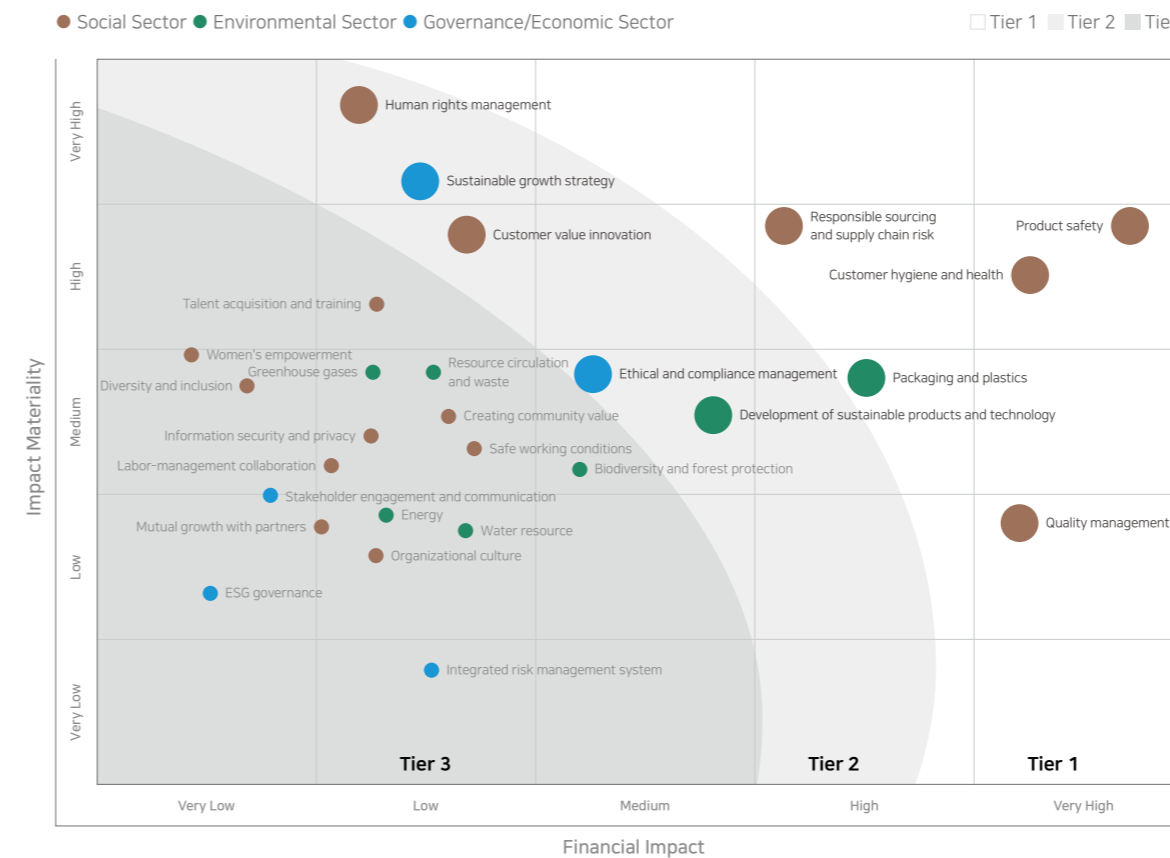 Social Sector Environmental Sector Governance/Economic Sector
Tier 1 Tier 2 Tie
Very High
High
Medium
Low
Very Low
Impact Materiality
Human rights management
Sustainable growth strategy
Customer value innovation
Responsible sourcing
and supply chain risk
Product safety
Customer hygiene and health
Talent acquisition and training
Women's empowerment
Greenhouse gases
Diversity and inclusion
Resource circulation
and waste
Ethical and compliance management
Packaging and plastics
Creating community value
Development of sustainable products and technology
Information security and privacy
Safe working conditions
Labor-management collaboration
Biodiversity and forest protection
Stakeholder engagement and communication
Energy
Mutual growth with partners
Water resource
Quality management
Organizational culture
ESG governance
Integrated risk management system
Tier 3
Tier 2
Tier 1
Very Low
Low
Medium
High
Very High
Financial Impact